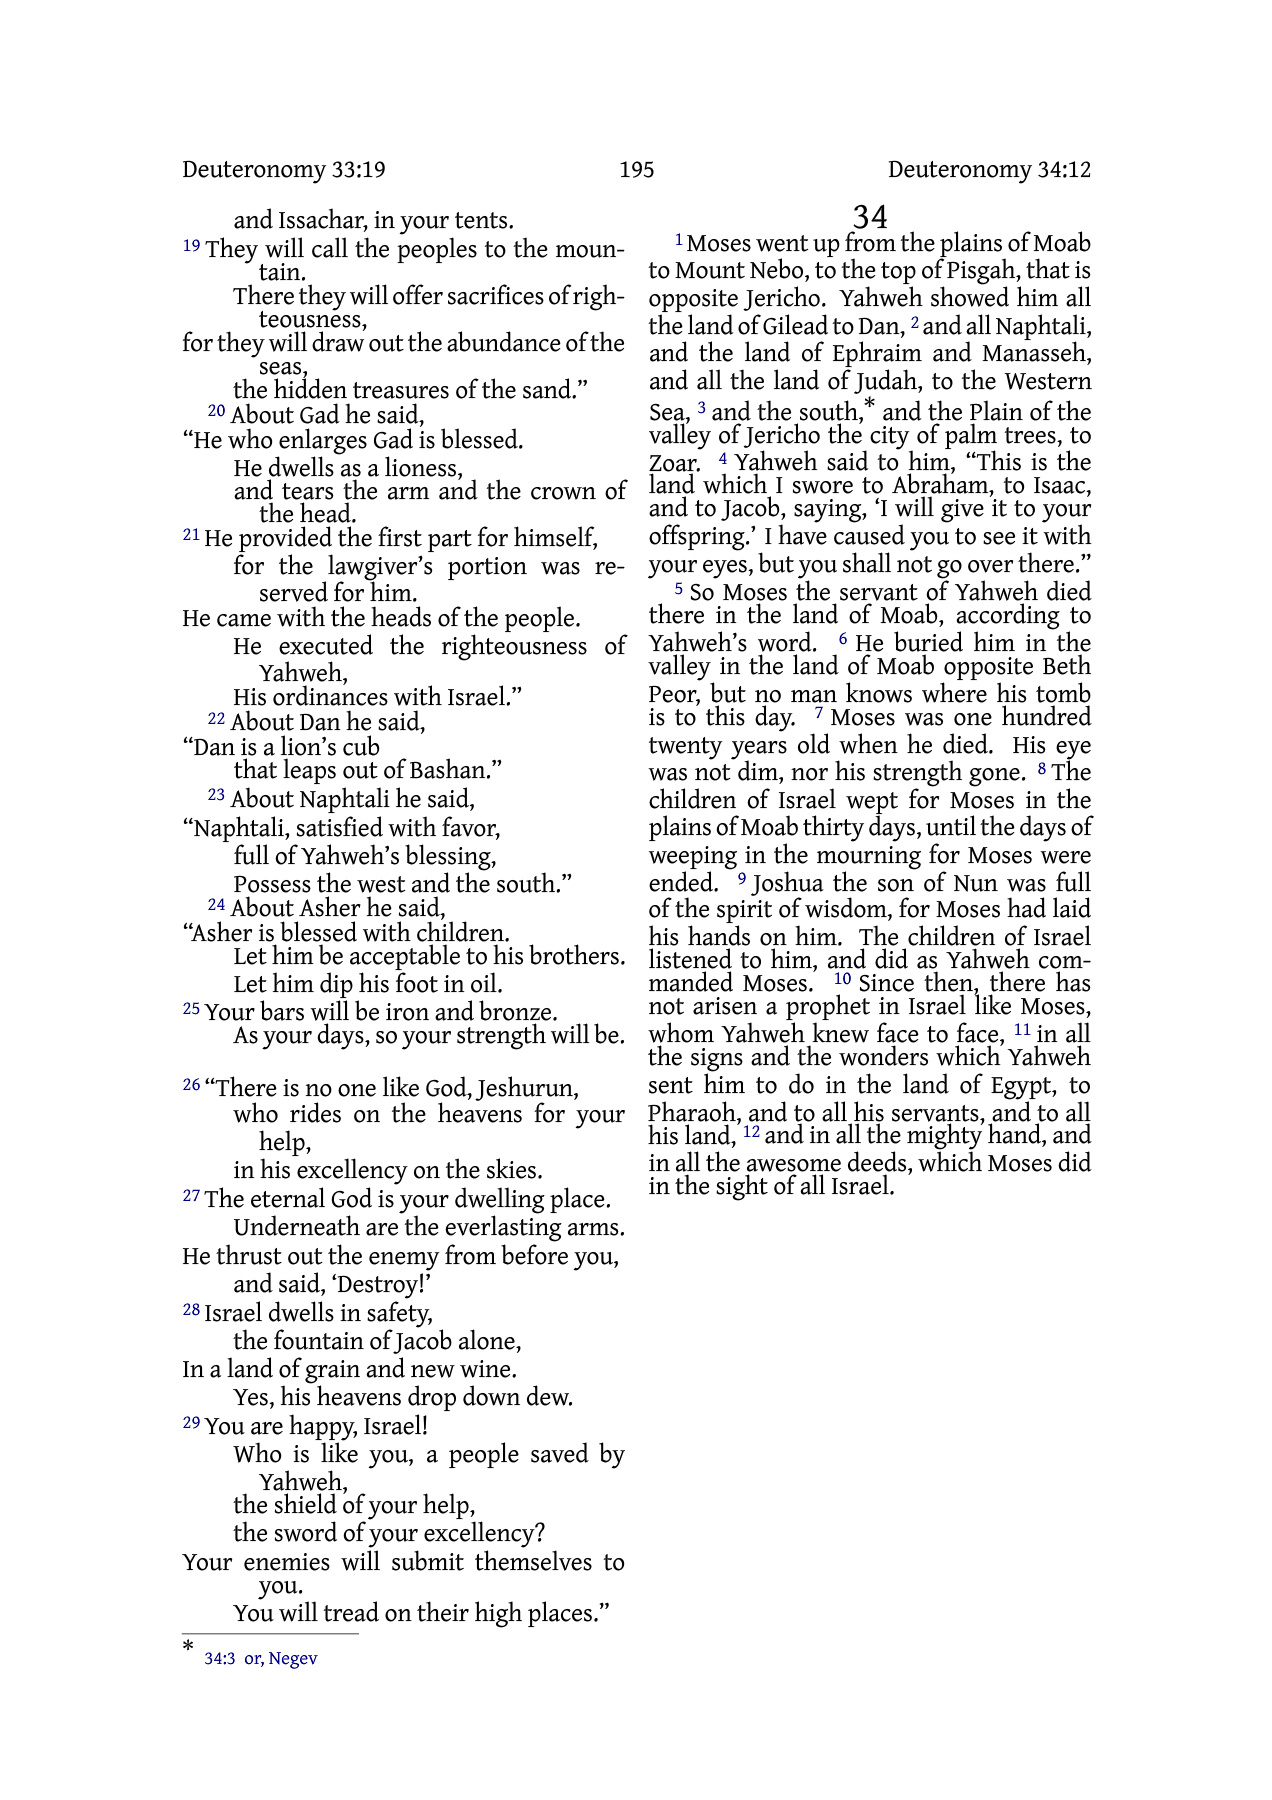 Deuteronomy 33:19 195 Deuteronomy 34:12
and Issachar, in your tents.
19 They will call the peoples to the moun-
tain.
There they will offer sacrifices of righ-
teousness,
for they will draw out the abundance of the
seas,
the hidden treasures of the sand.”
20 About Gad he said,
“He who enlarges Gad is blessed.
He dwells as a lioness,
and tears the arm and the crown of
the head.
21 He provided the first part for himself,
for the lawgiver’s portion was re-
served for him.
He came with the heads of the people.
He executed the righteousness of
Yahweh,
His ordinances with Israel.”
22 About Dan he said,
“Dan is a lion’s cub
that leaps out of Bashan.”
23 About Naphtali he said,
“Naphtali, satisfied with favor,
full of Yahweh’s blessing,
Possess the west and the south.”
24 About Asher he said,
“Asher is blessed with children.
Let him be acceptable to his brothers.
Let him dip his foot in oil.
25 Your bars will be iron and bronze.
As your days, so your strength will be.
26 “There is no one like God, Jeshurun,
who rides on the heavens for your
help,
in his excellency on the skies.
27 The eternal God is your dwelling place.
Underneath are the everlasting arms.
He thrust out the enemy from before you,
and said, ‘Destroy!’
28 Israel dwells in safety,
the fountain of Jacob alone,
In a land of grain and new wine.
Yes, his heavens drop down dew.
29 You are happy, Israel!
Who is like you, a people saved by
Yahweh,
the shield of your help,
the sword of your excellency?
Your enemies will submit themselves to
you.
You will tread on their high places.”
34
1 Moses went up from the plains of Moab
to Mount Nebo, to the top of Pisgah, that is
opposite Jericho. Yahweh showed him all
the land of Gilead to Dan, 2 and all Naphtali,
and the land of Ephraim and Manasseh,
and all the land of Judah, to the Western
Sea, 3 and the south,* and the Plain of the
valley of Jericho the city of palm trees, to
Zoar. 4 Yahweh said to him, “This is the
land which I swore to Abraham, to Isaac,
and to Jacob, saying, ‘I will give it to your
offspring.’ I have caused you to see it with
your eyes, but you shall not go over there.”
5 So Moses the servant of Yahweh died
there in the land of Moab, according to
Yahweh’s word. 6 He buried him in the
valley in the land of Moab opposite Beth
Peor, but no man knows where his tomb
is to this day. 7 Moses was one hundred
twenty years old when he died. His eye
was not dim, nor his strength gone. 8 The
children of Israel wept for Moses in the
plains of Moab thirty days, until the days of
weeping in the mourning for Moses were
ended. 9 Joshua the son of Nun was full
of the spirit of wisdom, for Moses had laid
his hands on him. The children of Israel
listened to him, and did as Yahweh com-
manded Moses. 10 Since then, there has
not arisen a prophet in Israel like Moses,
whom Yahweh knew face to face, 11 in all
the signs and the wonders which Yahweh
sent him to do in the land of Egypt, to
Pharaoh, and to all his servants, and to all
his land, 12 and in all the mighty hand, and
in all the awesome deeds, which Moses did
in the sight of all Israel.
* 34:3 or, Negev